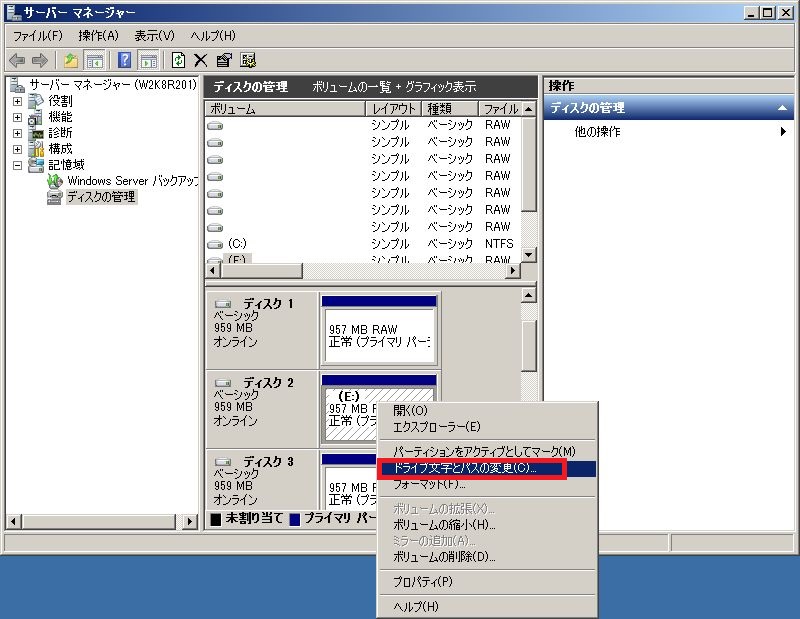 サーバー マネージャー
ファイル(F) 操作(A) 表示(V) ヘルプ(H)
サーバー マネージャー (W2K8R201)
役割
機能
診断
構成
記憶域
Windows Server バックアップ
ディスクの管理
ディスクの管理 ボリュームの一覧 + グラフィック表示
ボリューム レイアウト 種類 ファイル
シンプル ベーシック RAW
シンプル ベーシック RAW
シンプル ベーシック RAW
シンプル ベーシック RAW
シンプル ベーシック RAW
シンプル ベーシック RAW
シンプル ベーシック RAW
(C:) シンプル ベーシック NTFS
(E:) シンプル ベーシック RAW
ディスク 1
ベーシック
959 MB
オンライン
957 MB RAW
正常 (プライマリ パー
ディスク 2
ベーシック
959 MB
オンライン
(E:)
957 MB F
正常 (プ
ディスク 3
ベーシック
959 MB
オンライン
957 MB F
正常 (プ
未割り当て プライマリ パー
操作
ディスクの管理
他の操作
開く(O)
エクスプローラー(E)
パーティションをアクティブとしてマーク(M)
ドライブ文字とパスの変更(C)...
フォーマット(F)...
ボリュームの拡張(X)...
ボリュームの縮小(H)...
ミラーの追加(A)...
ボリュームの削除(D)...
プロパティ(P)
ヘルプ(H)